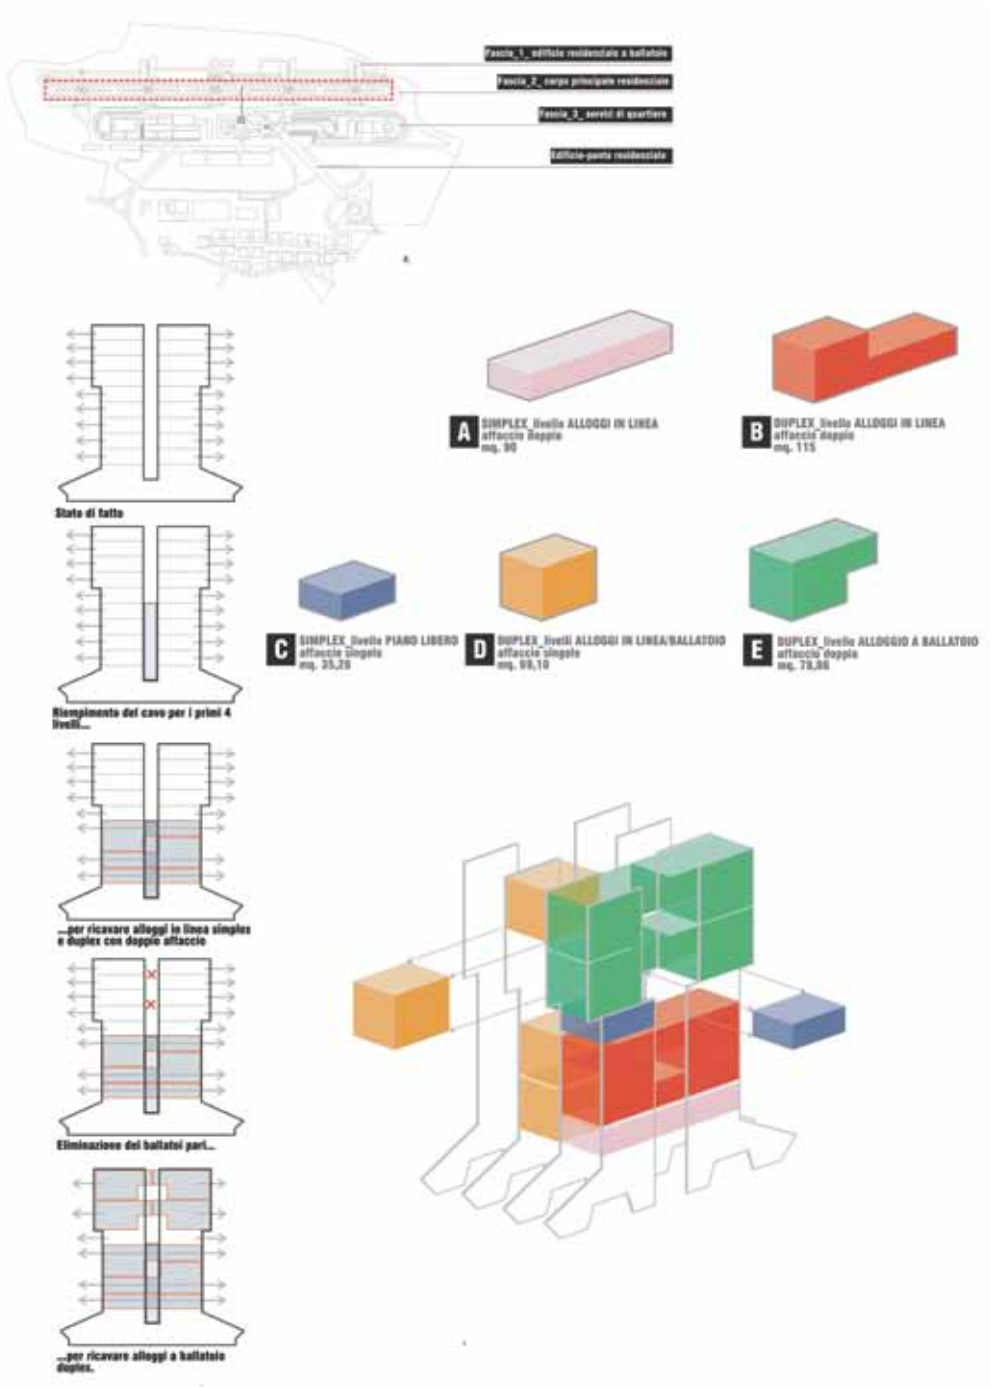 Fascia_1_ edificio residenziale a ballatoio
Fascia_2_ corpo principale residenziale
Fascia_3_ servizi di quartiere
Edificio-ponte residenziale
Stato di fatto
Riempimento del cavo per i primi 4
livelli...
...per ricavare alloggi in linea simplex
e duplex con doppio affaccio
Eliminazione dei ballatoi pari...
...per ricavare alloggi a ballatoio
duplex.
A
SIMPLEX_livello ALLOGGI IN LINEA
affaccio doppio
mq. 90
B
DUPLEX_livello ALLOGGI IN LINEA
affaccio doppio
mq. 115
C
SIMPLEX_livello PIANO LIBERO
affaccio singolo
mq. 35,28
D
DUPLEX_livelli ALLOGGI IN LINEA/BALLATOIO
affaccio singolo
mq. 69,10
E
DUPLEX_livello ALLOGGIO A BALLATOIO
affaccio doppio
mq. 78,86